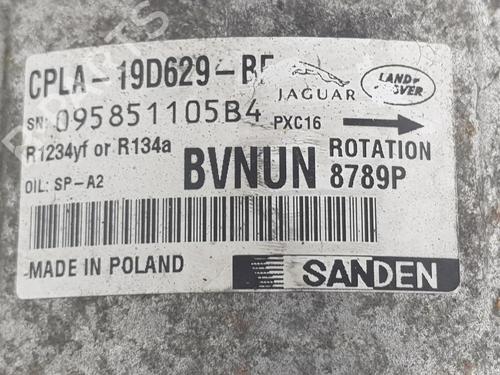 CPLA-19D629-BF
JAGUAR
LAND-ROVER
SN: 095851105B4
PXC16
R1234yf or R134a
BVNUN
ROTATION
8789P
OIL: SP-A2
MADE IN POLAND
SANDEN